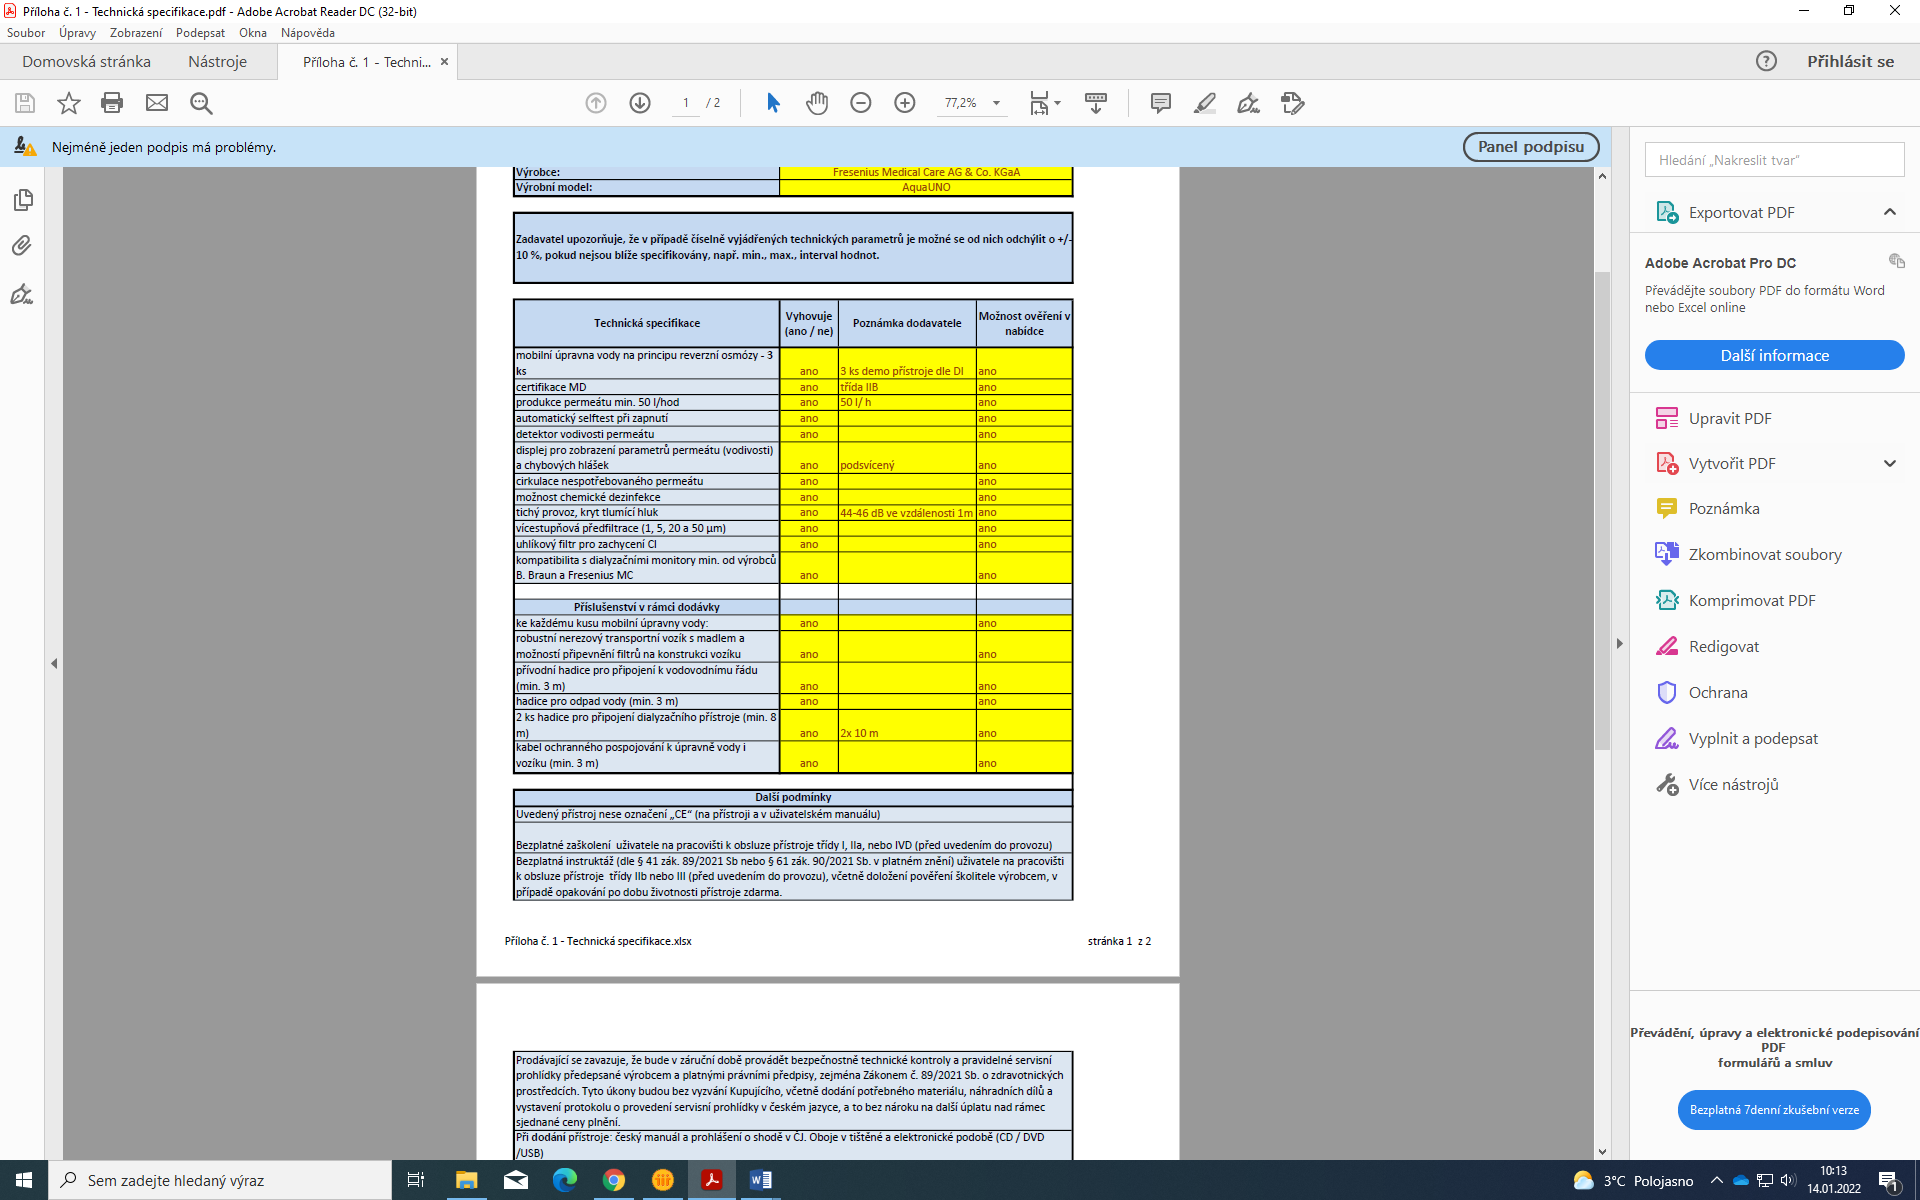 Příloha č. 1 - Technická specifikace.pdf - Adobe Acrobat Reader DC (32-bit)
Soubor Úpravy Zobrazení Podepsat Okna Nápověda
Domovská stránka Nástroje Příloha č. 1 - Techni... × Přihlásit se
1 / 2 77,2%
Nejméně jeden podpis má problémy. Panel podpisu
Výrobce: Fresenius Medical Care AG & Co. KGaA
Výrobní model: AquaUNO
Zadavatel upozorňuje, že v případě číselně vyjádřených technických parametrů je možné se od nich odchýlit o +/-
10 %, pokud nejsou blíže specifikovány, např. min., max., interval hodnot.
Technická specifikace Vyhovuje (ano / ne) Poznámka dodavatele Možnost ověření v nabídce
mobilní úpravna vody na principu reverzní osmózy - 3
ks ano 3 ks demo přístroje dle DI ano
certifikace MD ano třída IIB ano
produkce permeátu min. 50 l/hod ano 50 l/ h ano
automatický selftest při zapnutí ano ano
detektor vodivosti permeátu ano ano
displej pro zobrazení parametrů permeátu (vodivosti)
a chybových hlášek ano podsvícený ano
cirkulace nespotřebovaného permeátu ano ano
možnost chemické dezinfekce ano ano
tichý provoz, kryt tlumící hluk ano 44-46 dB ve vzdálenosti 1m ano
vícestupňová předfiltrace (1, 5, 20 a 50 µm) ano ano
uhlíkový filtr pro zachycení Cl ano ano
kompatibilita s dialyzačními monitory min. od výrobců
B. Braun a Fresenius MC ano ano
Příslušenství v rámci dodávky
ke každému kusu mobilní úpravny vody: ano ano
robustní nerezový transportní vozík s madlem a
možností připevnění filtrů na konstrukci vozíku ano ano
přívodní hadice pro připojení k vodovodnímu řádu
(min. 3 m) ano ano
hadice pro odpad vody (min. 3 m) ano ano
2 ks hadice pro připojení dialyzačního přístroje (min. 8
m) ano 2x 10 m ano
kabel ochranného pospojování k úpravně vody i
vozíku (min. 3 m) ano ano
Další podmínky
Uvedený přístroj nese označení „CE“ (na přístroji a v uživatelském manuálu)
Bezplatné zaškolení uživatele na pracovišti k obsluze přístroje třídy I, IIa, nebo IVD (před uvedením do provozu)
Bezplatná instruktáž (dle § 41 zák. 89/2021 Sb nebo § 61 zák. 90/2021 Sb. v platném znění) uživatele na pracovišti
k obsluze přístroje třídy IIb nebo III (před uvedením do provozu), včetně doložení pověření školitele výrobcem, v
případě opakování po dobu životnosti přístroje zdarma.
Příloha č. 1 - Technická specifikace.xlsx stránka 1 z 2
Prodávající se zavazuje, že bude v záruční době provádět bezpečnostně technické kontroly a pravidelné servisní
prohlídky předepsané výrobcem a platnými právními předpisy, zejména Zákonem č. 89/2021 Sb. o zdravotnických
prostředcích. Tyto úkony budou bez vyzvání Kupujícího, včetně dodání potřebného materiálu, náhradních dílů a
vystavení protokolu o provedení servisní prohlídky v českém jazyce, a to bez nároku na další úplatu nad rámec
sjednané ceny plnění.
Při dodání přístroje: český manuál a prohlášení o shodě v ČJ. Oboje v tištěné a elektronické podobě (CD / DVD
/USB)
Hledání „Nakreslit tvar“
Exportovat PDF
Adobe Acrobat Pro DC
Převádějte soubory PDF do formátu Word
nebo Excel online
Další informace
Upravit PDF
Vytvořit PDF
Poznámka
Zkombinovat soubory
Komprimovat PDF
Redigovat
Ochrana
Vyplnit a podepsat
Více nástrojů
Převádění, úpravy a elektronické podepisování
PDF
formulářů a smluv
Bezplatná 7denní zkušební verze
Sem zadejte hledaný výraz
3°C Polojasno
10:13
14.01.2022
1